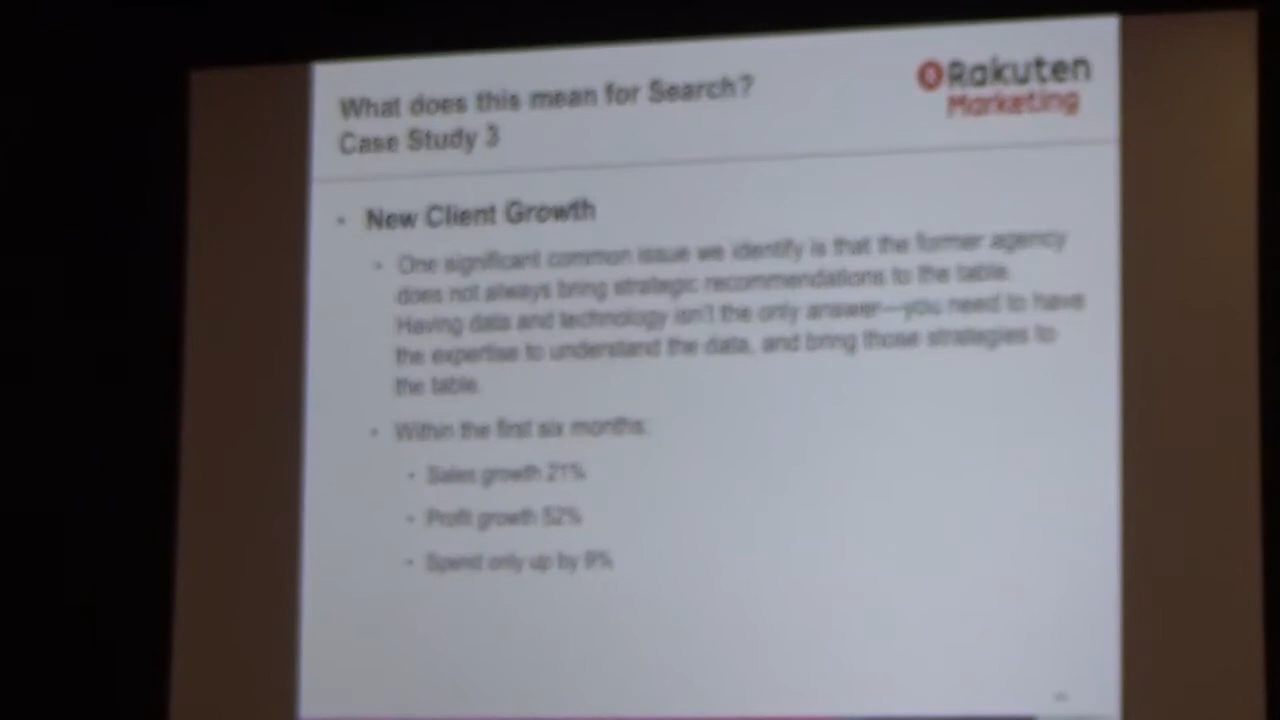 What does this mean for Search?
Case Study 3
Rakuten
Marketing
• New Client Growth
• One significant common issue we identify is that the former agency
does not always bring strategic recommendations to the table.
Having data and technology isn't the only answer—you need to have
the expertise to understand the data, and bring those strategies to
the table.
• Within the first six months:
• Sales growth 21%
• Profit growth 52%
• Spend only up by 9%